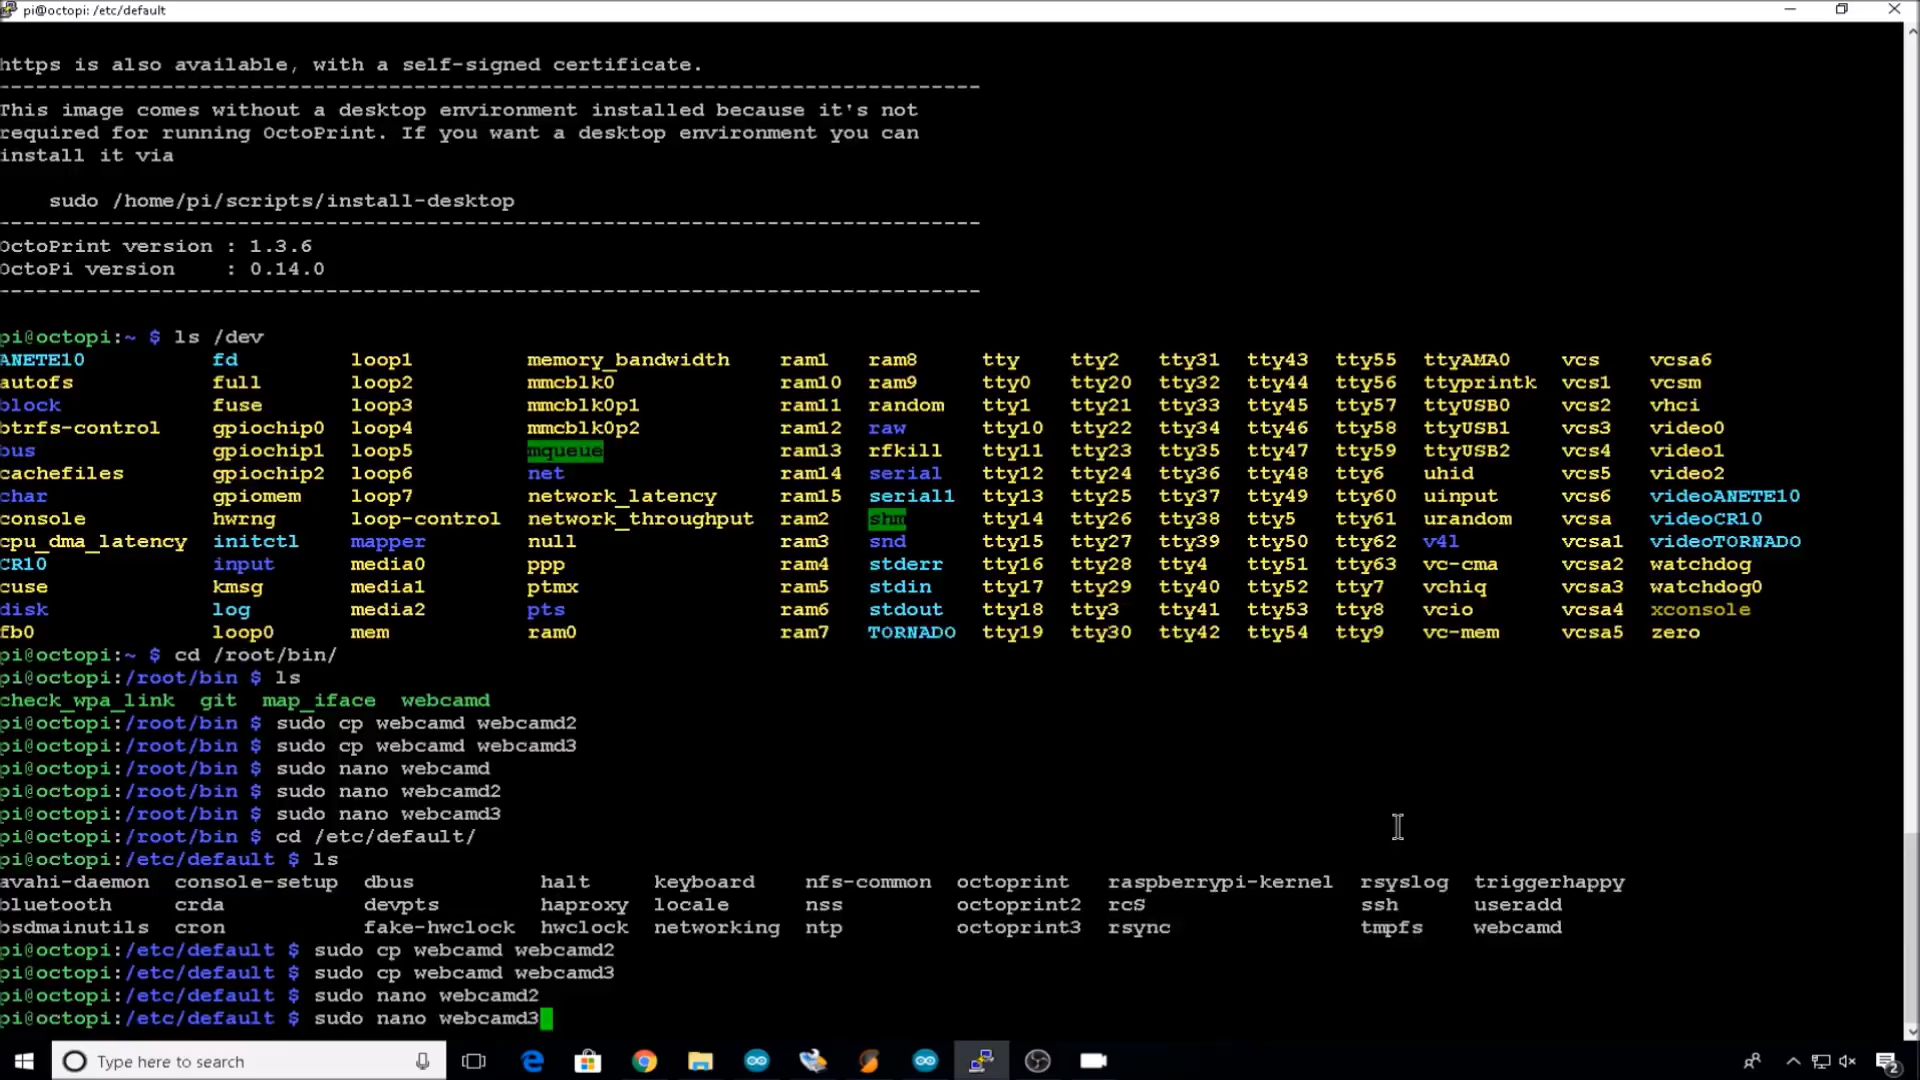 pi@octopi: /etc/default
https is also available, with a self-signed certificate.
------------------------------------------------------------------------------
This image comes without a desktop environment installed because it's not
required for running OctoPrint. If you want a desktop environment you can
install it via
sudo /home/pi/scripts/install-desktop
------------------------------------------------------------------------------
OctoPrint version : 1.3.6
OctoPi version    : 0.14.0
------------------------------------------------------------------------------
pi@octopi:~ $ ls /dev
ANETE10 fd loop1 memory_bandwidth ram1 ram8 tty tty2 tty31 tty43 tty55 ttyAMA0 vcs vcsa6
autofs full loop2 mmcblk0 ram10 ram9 tty0 tty20 tty32 tty44 tty56 ttyprintk vcs1 vcsm
block fuse loop3 mmcblk0p1 ram11 random tty1 tty21 tty33 tty45 tty57 ttyUSB0 vcs2 vhci
btrfs-control gpiochip0 loop4 mmcblk0p2 ram12 raw tty10 tty22 tty34 tty46 tty58 ttyUSB1 vcs3 video0
bus gpiochip1 loop5 mqueue ram13 rfkill tty11 tty23 tty35 tty47 tty59 ttyUSB2 vcs4 video1
cachefiles gpiochip2 loop6 net ram14 serial tty12 tty24 tty36 tty48 tty6 uhid vcs5 video2
char gpiomem loop7 network_latency ram15 serial1 tty13 tty25 tty37 tty49 tty60 uinput vcs6 videoANETE10
console hwrng loop-control network_throughput ram2 shm tty14 tty26 tty38 tty5 tty61 urandom vcsa videoCR10
cpu_dma_latency initctl mapper null ram3 snd tty15 tty27 tty39 tty50 tty62 v4l vcsa1 videoTORNADO
CR10 input media0 ppp ram4 stderr tty16 tty28 tty4 tty51 tty63 vc-cma vcsa2 watchdog
cuse kmsg media1 ptmx ram5 stdin tty17 tty29 tty40 tty52 tty7 vchiq vcsa3 watchdog0
disk log media2 pts ram6 stdout tty18 tty3 tty41 tty53 tty8 vcio vcsa4 xconsole
fb0 loop0 mem ram0 ram7 TORNADO tty19 tty30 tty42 tty54 tty9 vc-mem vcsa5 zero
pi@octopi:~ $ cd /root/bin/
pi@octopi:/root/bin $ ls
check_wpa_link git map_iface webcamd
pi@octopi:/root/bin $ sudo cp webcamd webcamd2
pi@octopi:/root/bin $ sudo cp webcamd webcamd3
pi@octopi:/root/bin $ sudo nano webcamd
pi@octopi:/root/bin $ sudo nano webcamd2
pi@octopi:/root/bin $ sudo nano webcamd3
pi@octopi:/root/bin $ cd /etc/default/
pi@octopi:/etc/default $ ls
avahi-daemon console-setup dbus halt keyboard nfs-common octoprint raspberrypi-kernel rsyslog triggerhappy
bluetooth crda devpts haproxy locale nss octoprint2 rcS ssh useradd
bsdmainutils cron fake-hwclock hwclock networking ntp octoprint3 rsync tmpfs webcamd
pi@octopi:/etc/default $ sudo cp webcamd webcamd2
pi@octopi:/etc/default $ sudo cp webcamd webcamd3
pi@octopi:/etc/default $ sudo nano webcamd2
pi@octopi:/etc/default $ sudo nano webcamd3
Type here to search
2